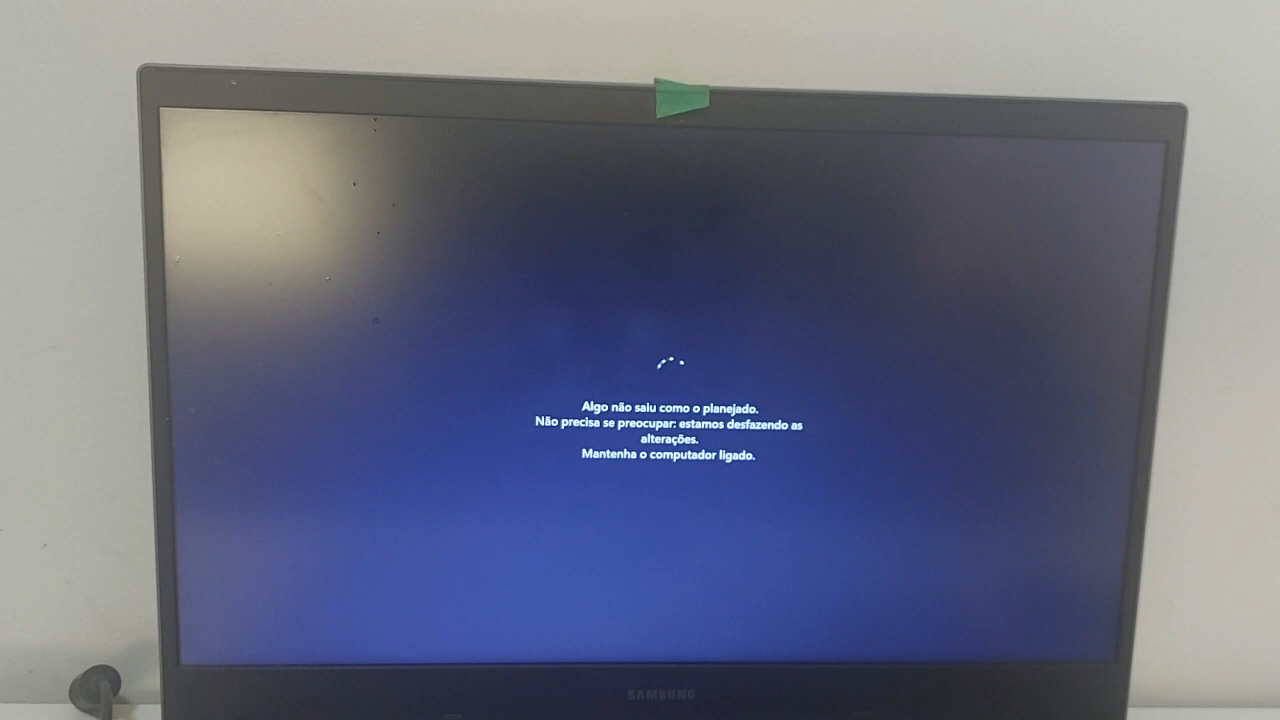 Algo não saiu como o planejado.
Não precisa se preocupar: estamos desfazendo as
alterações.
Mantenha o computador ligado.
SAMSUNG